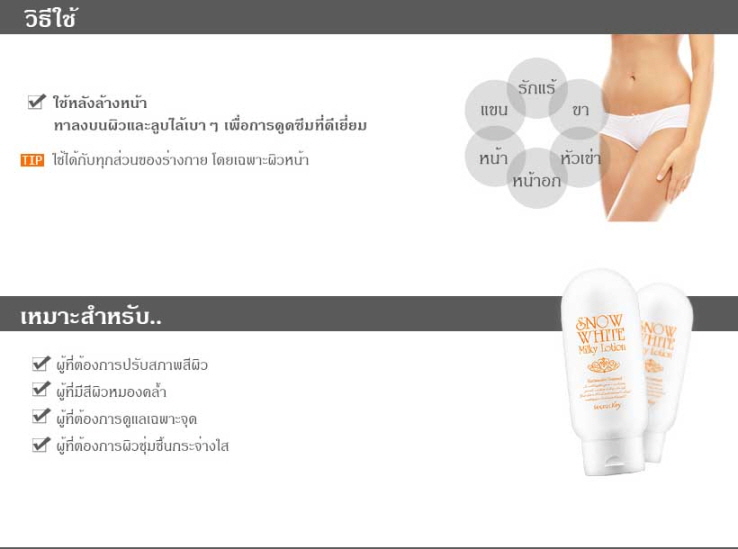 วิธีใช้
ใช้หลังล้างหน้า
ทาลงบนผิวและลูบไล้เบา ๆ เพื่อการดูดซึมที่ดีเยี่ยม
TIP ใช้ได้กับทุกส่วนของร่างกาย โดยเฉพาะผิวหน้า
รักแร้
แขน
ขา
หน้า
หัวเข่า
หน้าอก
เหมาะสำหรับ..
ผู้ที่ต้องการปรับสภาพสีผิว
ผู้ที่มีสีผิวหมองคล้ำ
ผู้ที่ต้องการดูแลเฉพาะจุด
ผู้ที่ต้องการผิวชุ่มชื้นกระจ่างใส
SNOW
WHITE
Milky Lotion
secret Key
NOW
HITE
ky Lotion